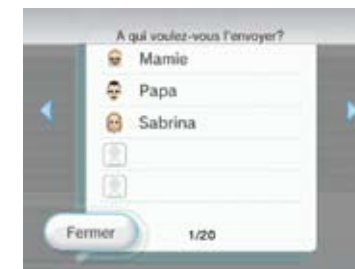 A qui voulez-vous l'envoyer?
Mamie
Papa
Sabrina
Fermer
1/20